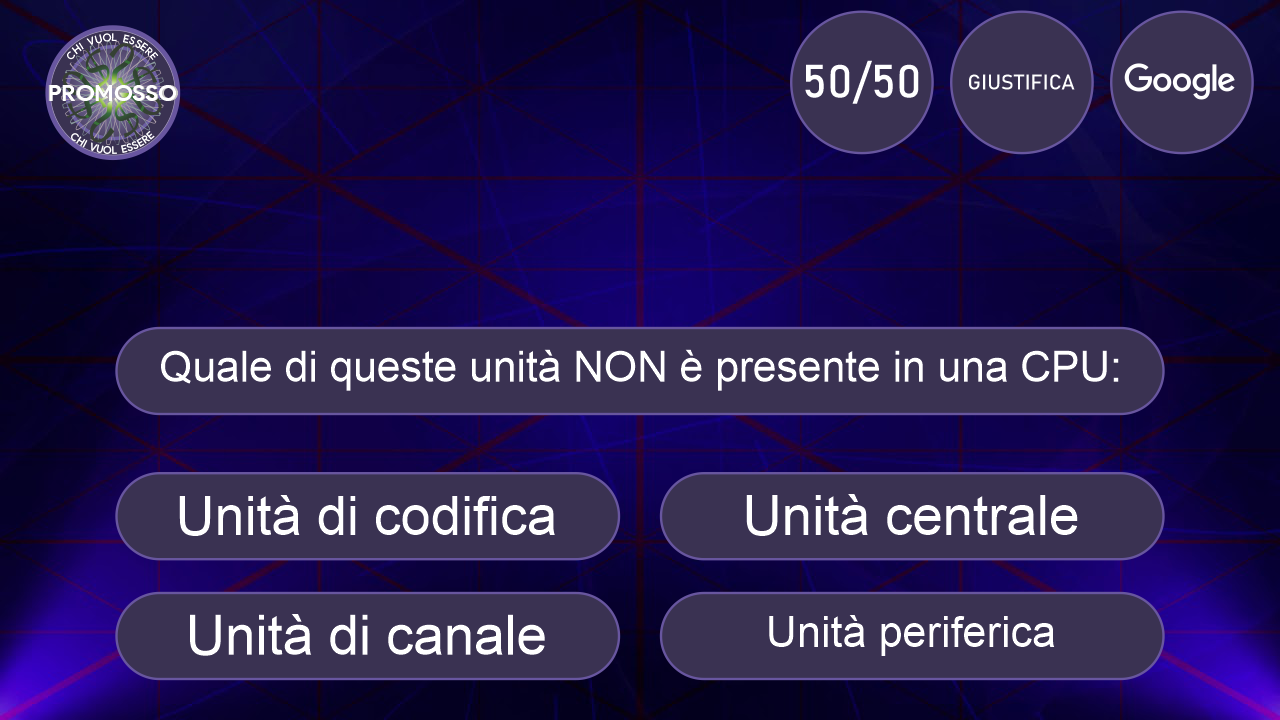 CHI VUOL ESSERE
PROMOSSO
CHI VUOL ESSERE
50/50
GIUSTIFICA
Google
Quale di queste unità NON è presente in una CPU:
Unità di codifica
Unità centrale
Unità di canale
Unità periferica